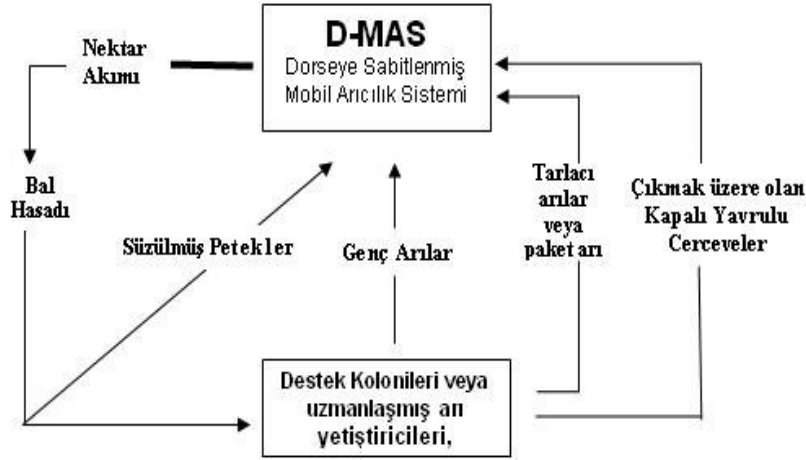 D-MAS
Dorseye Sabitlenmiş
Mobil Arıcılık Sistemi
Nektar
Akımı
Bal
Hasadı
Süzülmüş Petekler
Genç Arılar
Tarlacı
arılar
veya
paket arı
Çıkmak üzere olan
Kapalı Yavrulu
Cerceveler
Destek Kolonileri veya
uzmanlaşmış arı
yetiştiricileri,